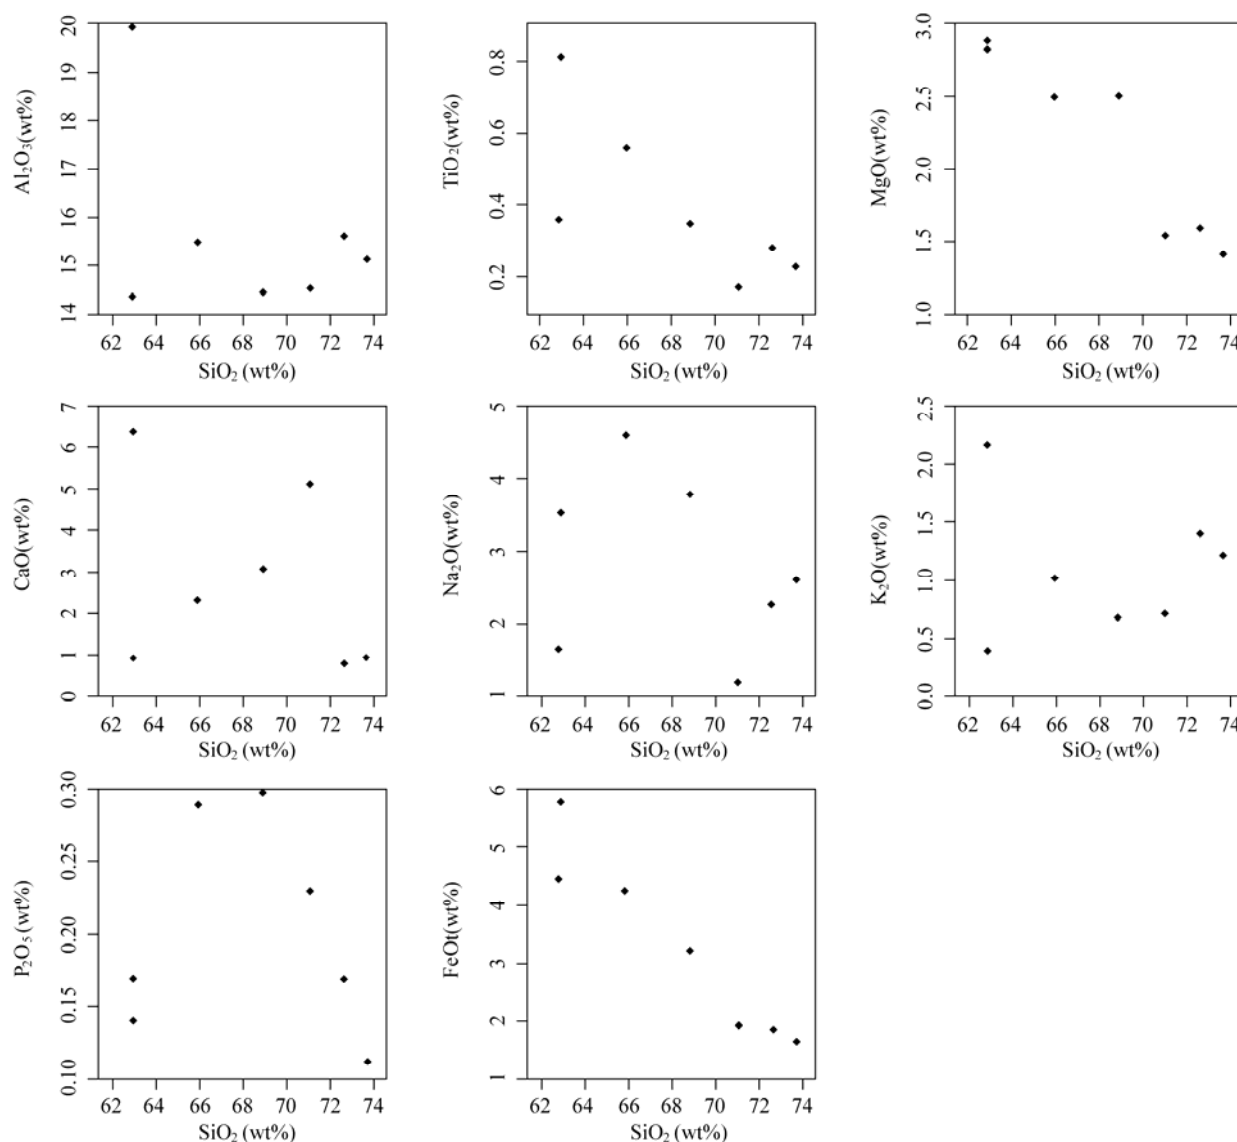 Al₂O₃(wt%)
20
19
18
17
16
15
14
62 64 66 68 70 72 74
SiO₂ (wt%)
TiO₂(wt%)
0.8
0.6
0.4
0.2
62 64 66 68 70 72 74
SiO₂ (wt%)
MgO(wt%)
3.0
2.5
2.0
1.5
1.0
62 64 66 68 70 72 74
SiO₂ (wt%)
CaO(wt%)
7
6
5
4
3
2
1
0
62 64 66 68 70 72 74
SiO₂ (wt%)
Na₂O(wt%)
5
4
3
2
1
62 64 66 68 70 72 74
SiO₂ (wt%)
K₂O(wt%)
2.5
2.0
1.5
1.0
0.5
0.0
62 64 66 68 70 72 74
SiO₂ (wt%)
P₂O₅(wt%)
0.30
0.25
0.20
0.15
0.10
62 64 66 68 70 72 74
SiO₂ (wt%)
FeOt(wt%)
6
5
4
3
2
1
62 64 66 68 70 72 74
SiO₂ (wt%)